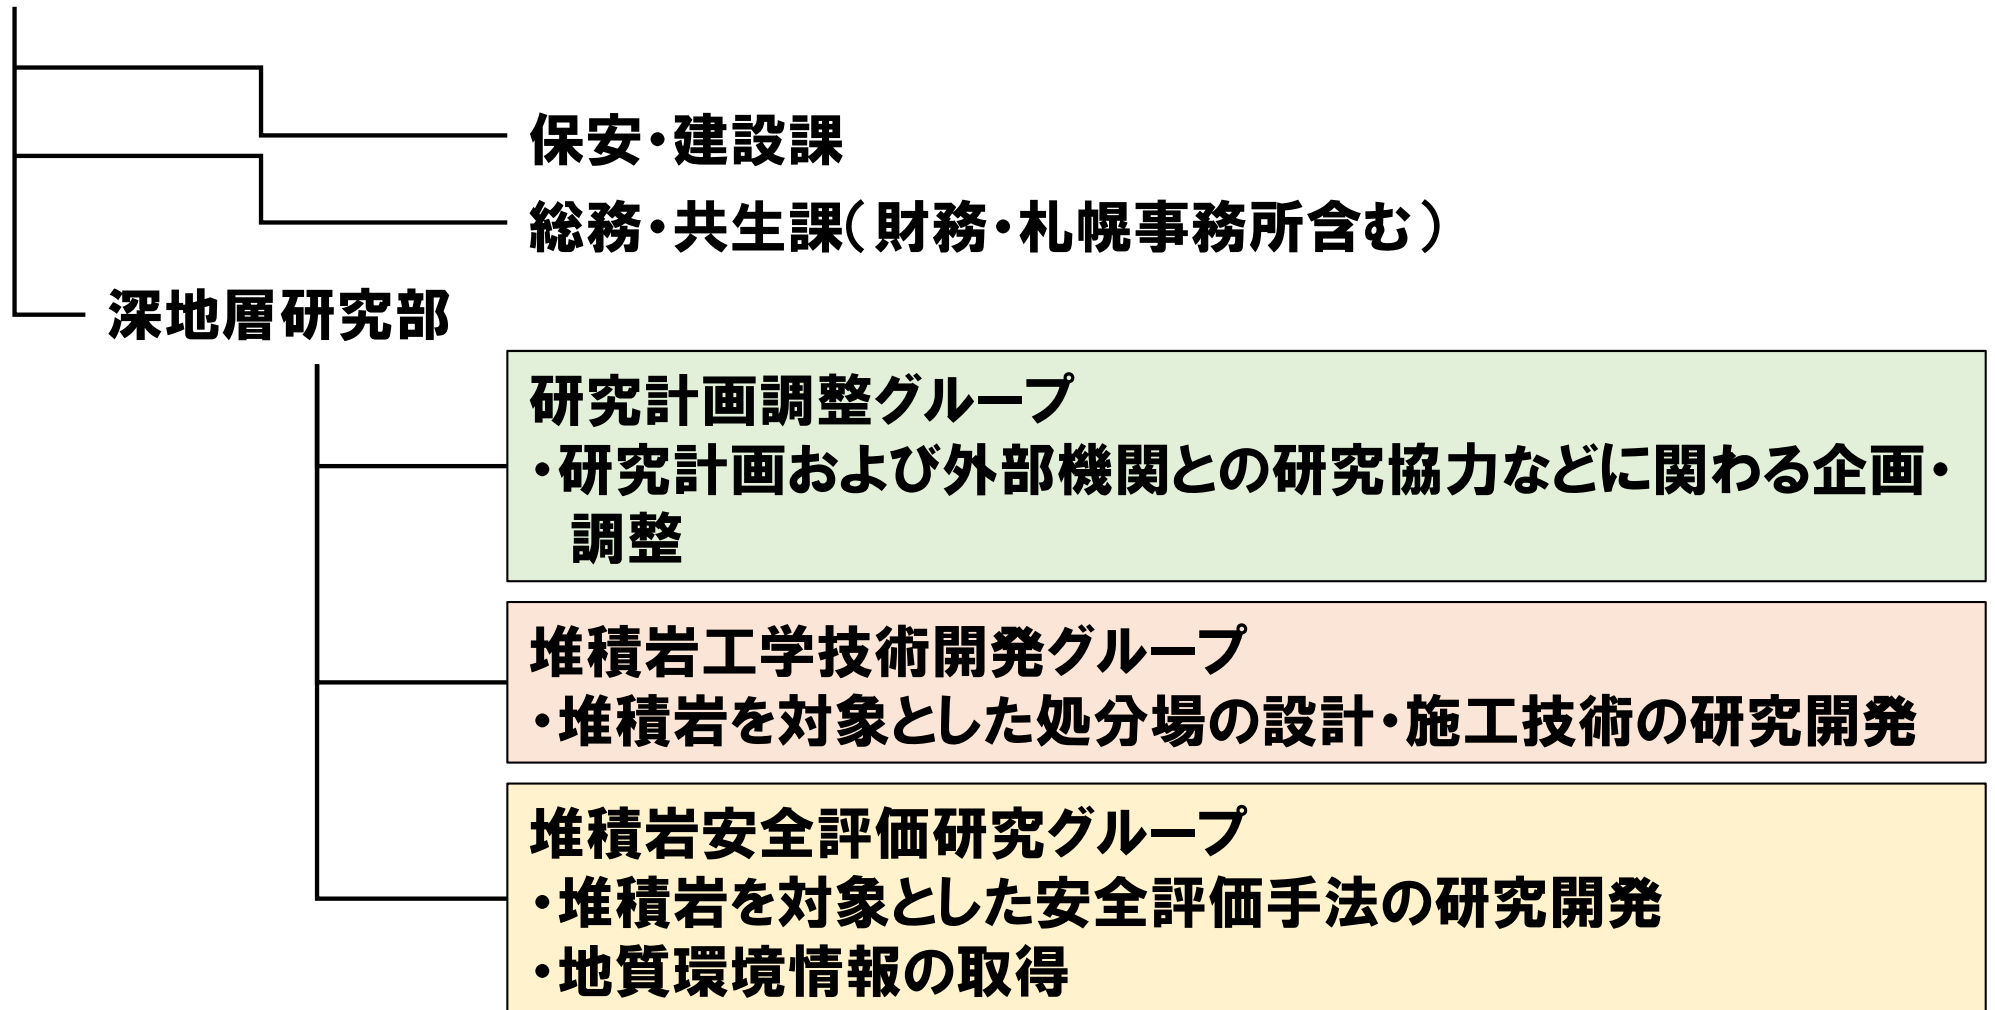 保安・建設課
総務・共生課（財務・札幌事務所含む）
深地層研究部
研究計画調整グループ
・研究計画および外部機関との研究協力などに関わる企画・
調整
堆積岩工学技術開発グループ
・堆積岩を対象とした処分場の設計・施工技術の研究開発
堆積岩安全評価研究グループ
・堆積岩を対象とした安全評価手法の研究開発
・地質環境情報の取得